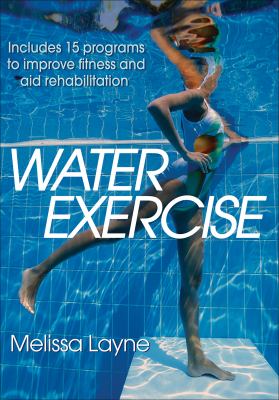 Includes 15 programs
to improve fitness and
aid rehabilitation
WATER
EXERCISE
Melissa Layne